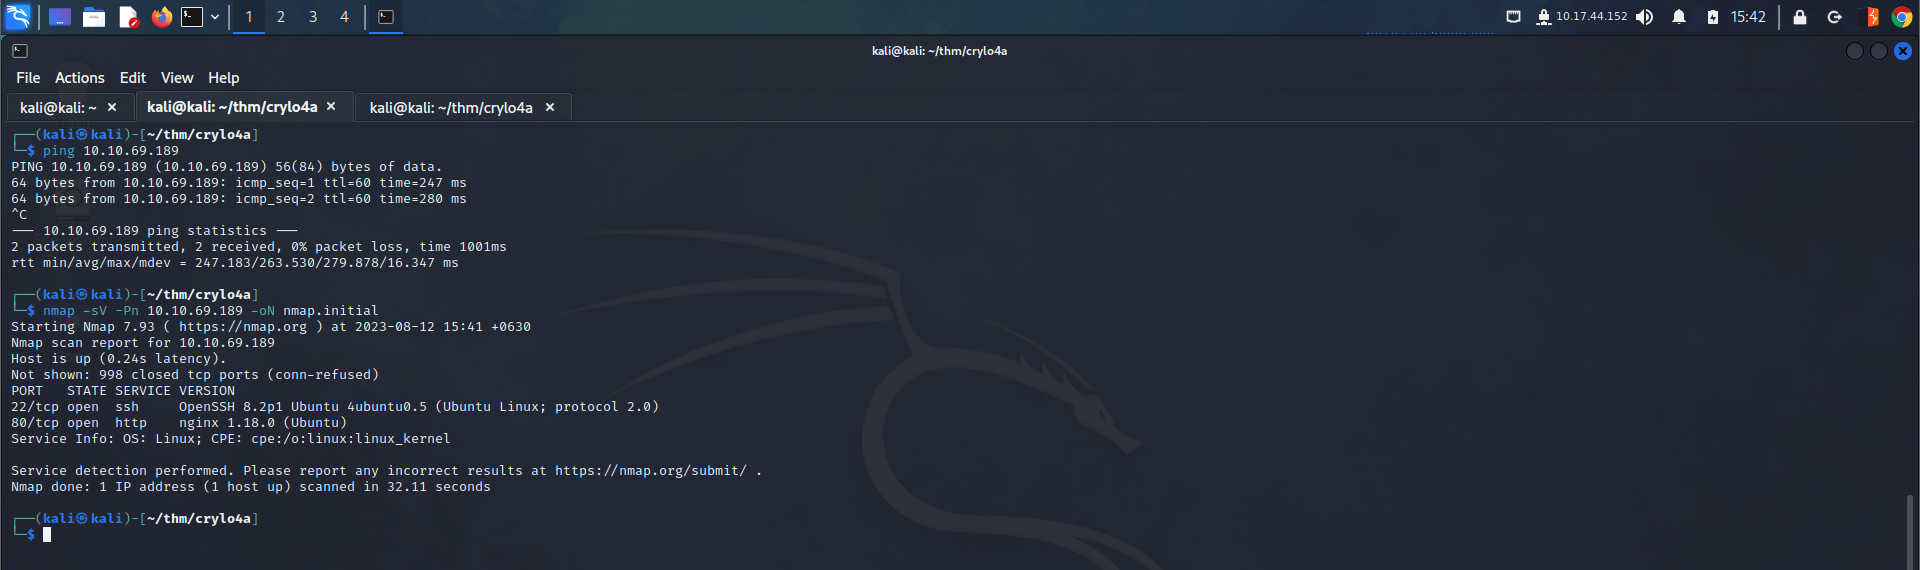 1 2 3 4 10.17.44.152 15:42
kali@kali: ~/thm/crylo4a
File Actions Edit View Help
kali@kali: ~ × kali@kali: ~/thm/crylo4a × kali@kali: ~/thm/crylo4a ×
┌──(kali㉿kali)-[~/thm/crylo4a]
└─$ ping 10.10.69.189
PING 10.10.69.189 (10.10.69.189) 56(84) bytes of data.
64 bytes from 10.10.69.189: icmp_seq=1 ttl=60 time=247 ms
64 bytes from 10.10.69.189: icmp_seq=2 ttl=60 time=280 ms
^C
--- 10.10.69.189 ping statistics ---
2 packets transmitted, 2 received, 0% packet loss, time 1001ms
rtt min/avg/max/mdev = 247.183/263.530/279.878/16.347 ms
┌──(kali㉿kali)-[~/thm/crylo4a]
└─$ nmap -sV -Pn 10.10.69.189 -oN nmap.initial
Starting Nmap 7.93 ( https://nmap.org ) at 2023-08-12 15:41 +0630
Nmap scan report for 10.10.69.189
Host is up (0.24s latency).
Not shown: 998 closed tcp ports (conn-refused)
PORT   STATE SERVICE VERSION
22/tcp open  ssh     OpenSSH 8.2p1 Ubuntu 4ubuntu0.5 (Ubuntu Linux; protocol 2.0)
80/tcp open  http    nginx 1.18.0 (Ubuntu)
Service Info: OS: Linux; CPE: cpe:/o:linux:linux_kernel
Service detection performed. Please report any incorrect results at https://nmap.org/submit/ .
Nmap done: 1 IP address (1 host up) scanned in 32.11 seconds
┌──(kali㉿kali)-[~/thm/crylo4a]
└─$